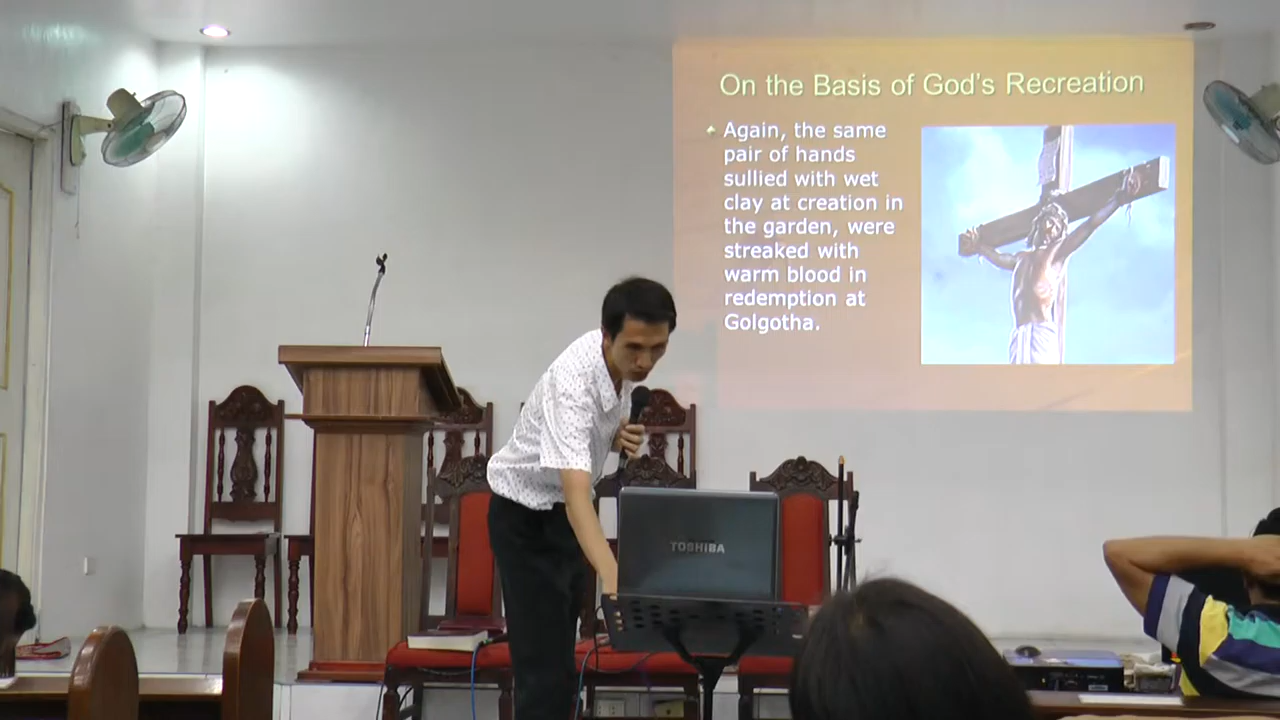 On the Basis of God's Recreation
Again, the same
pair of hands
sullied with wet
clay at creation in
the garden, were
streaked with
warm blood in
redemption at
Golgotha.
TOSHIBA